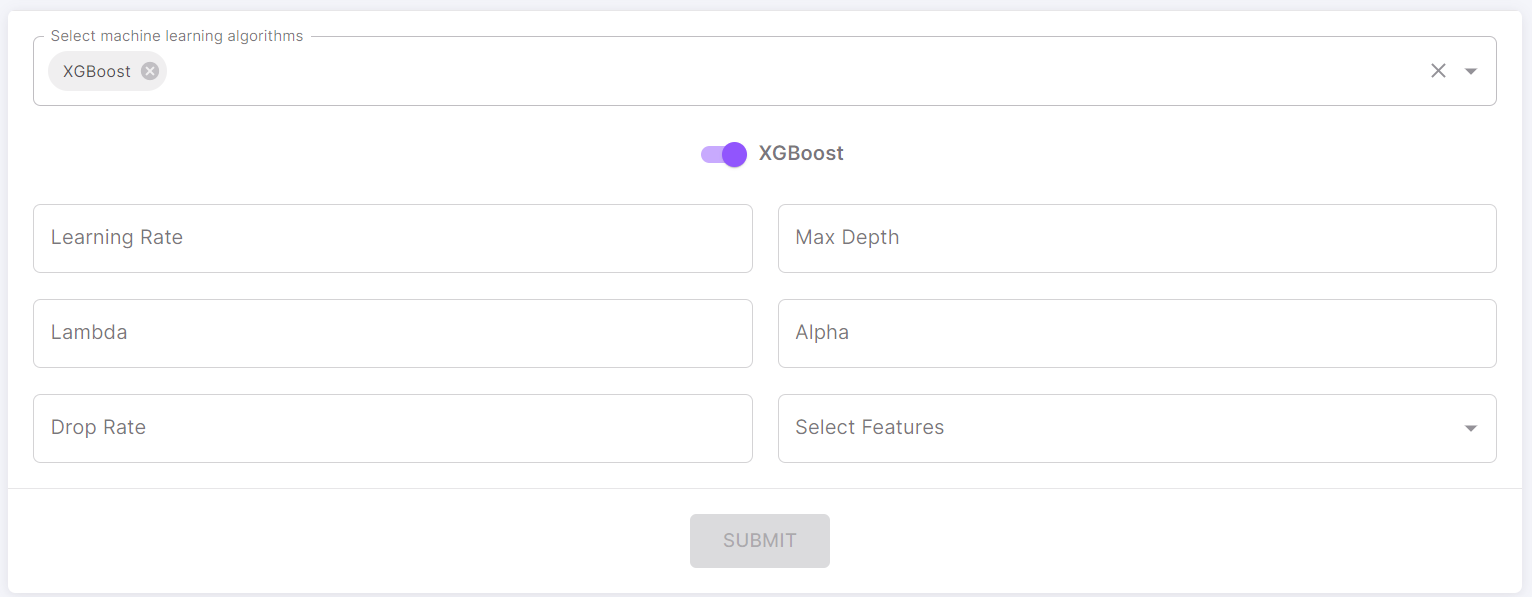 Select machine learning algorithms
XGBoost
XGBoost
Learning Rate
Max Depth
Lambda
Alpha
Drop Rate
Select Features
SUBMIT